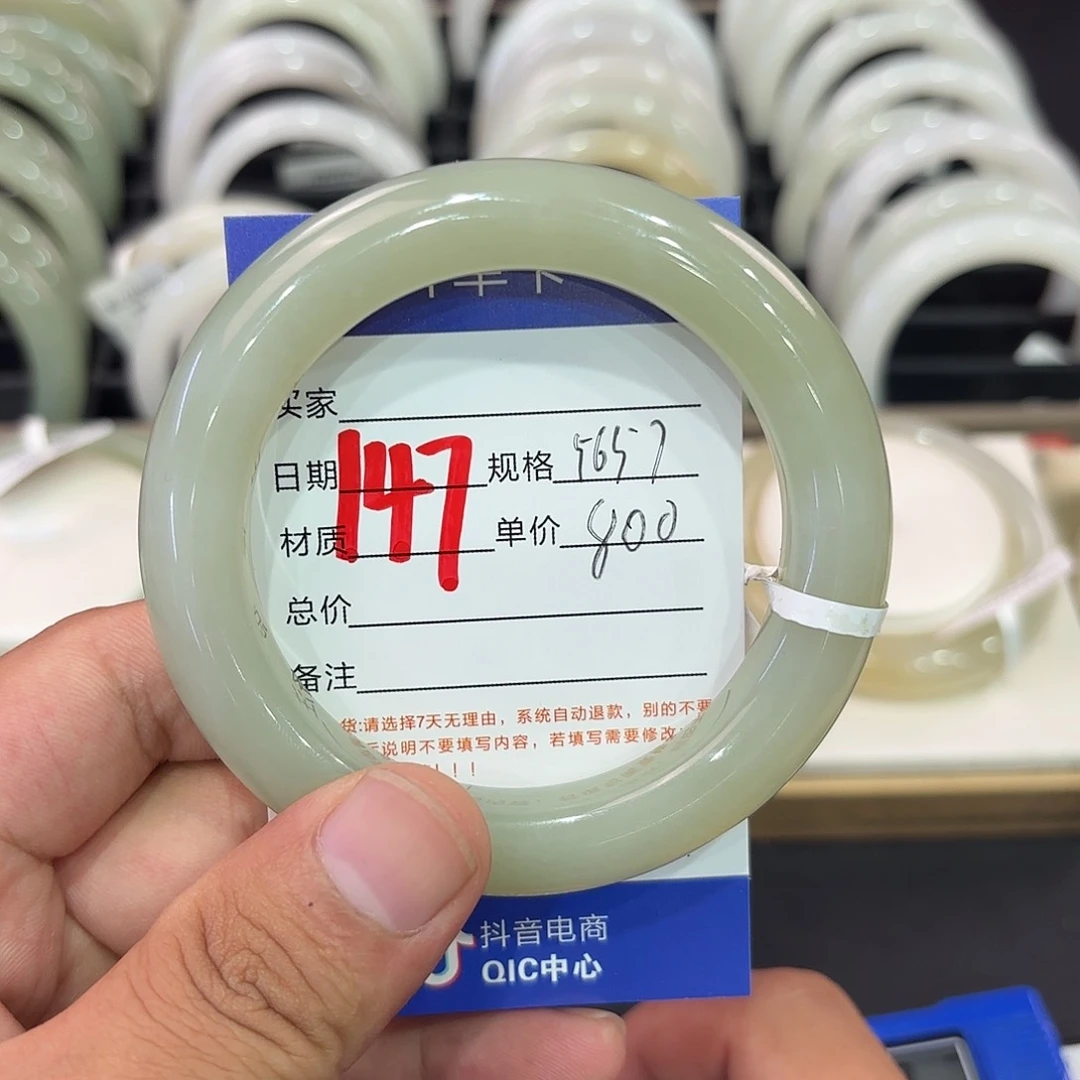 买家
日期 147 规格 5657
材质 单价 800
总价
备注
货:请选择7天无理由，系统自动退款，别的不要
说明不要填写内容，若填写需要修改
！！！
抖音电商
QIC中心